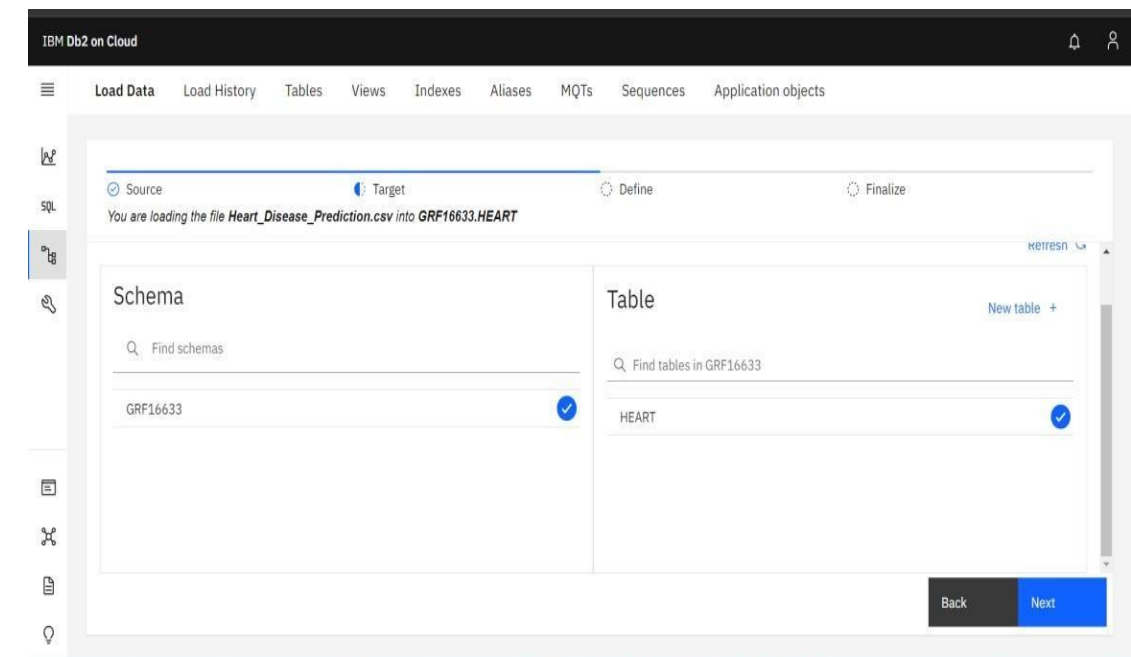 IBM Db2 on Cloud
Load Data Load History Tables Views Indexes Aliases MQTs Sequences Application objects
Source Target Define Finalize
SQL
You are loading the file Heart_Disease_Prediction.csv into GRF16633.HEART
Refresh
Schema
Table
New table +
Find schemas
Find tables in GRF16633
GRF16633
HEART
Back Next